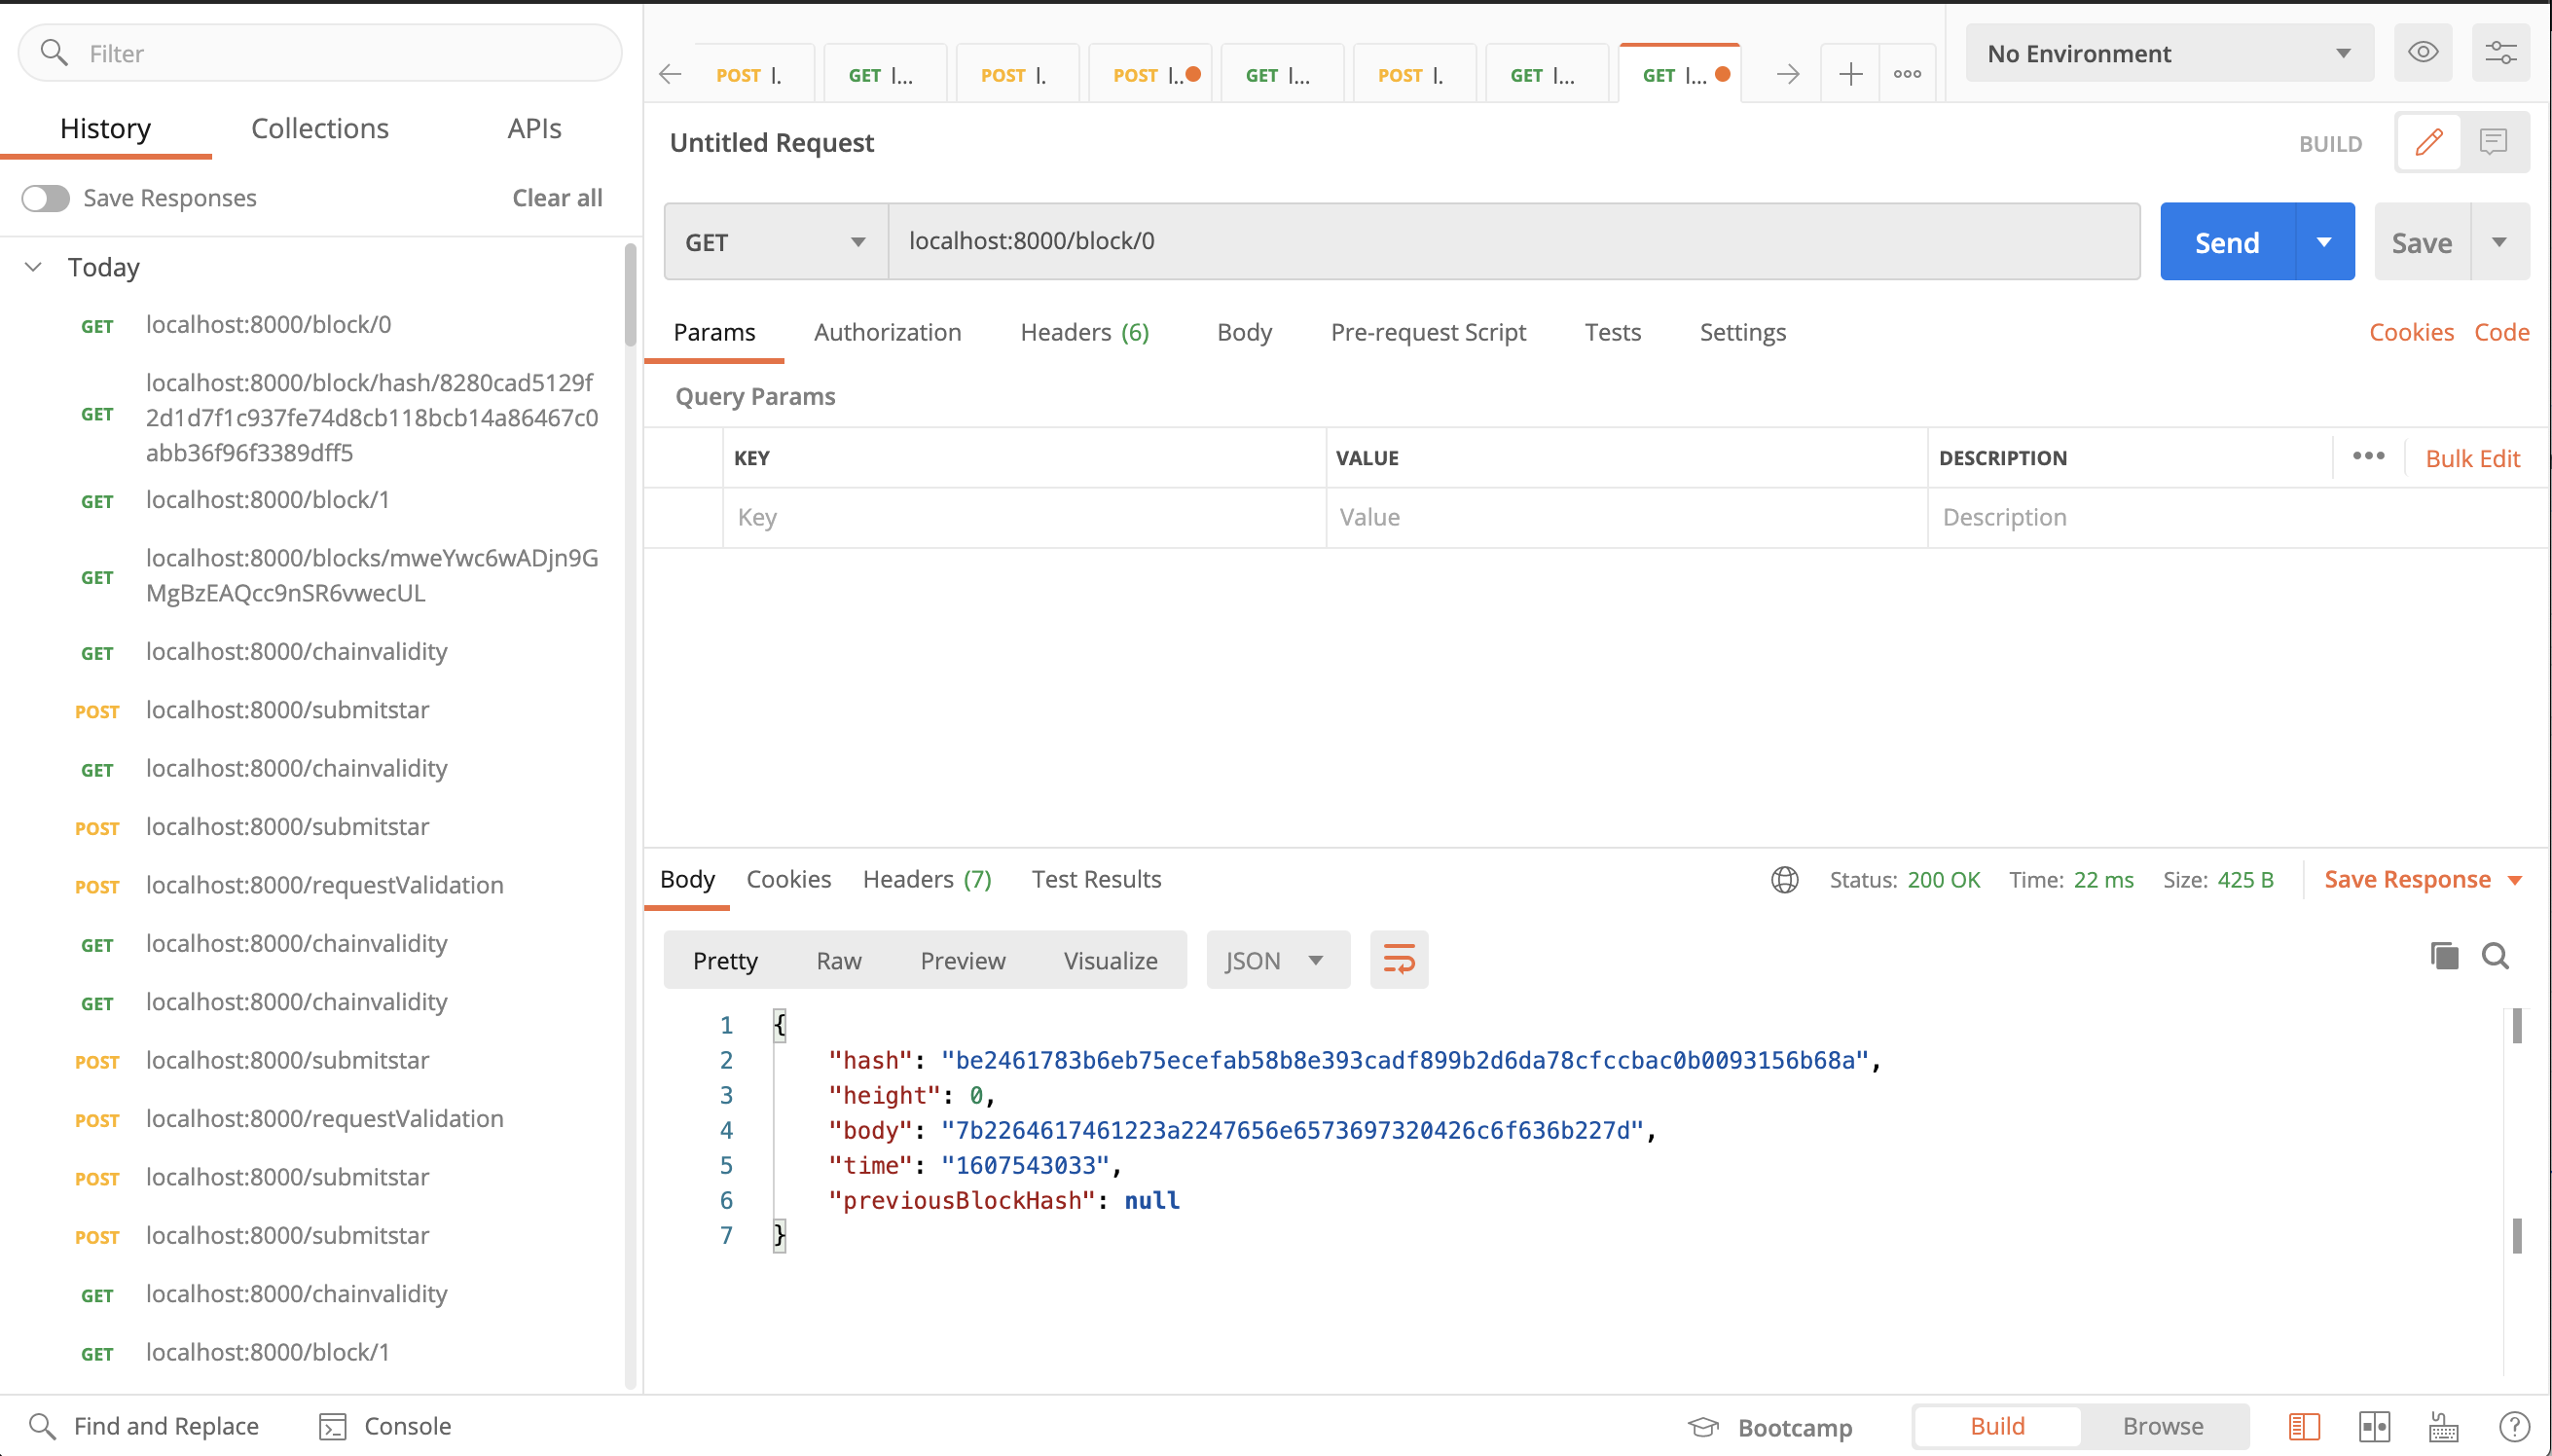 Filter
History Collections APIs
Save Responses Clear all
Today
GET localhost:8000/block/0
GET localhost:8000/block/hash/8280cad5129f
2d1d7f1c937fe74d8cb118bcb14a86467c0
abb36f96f3389dff5
GET localhost:8000/block/1
GET localhost:8000/blocks/mweYwc6wADjn9G
MgBzEAQcc9nSR6vwecUL
GET localhost:8000/chainvalidity
POST localhost:8000/submitstar
GET localhost:8000/chainvalidity
POST localhost:8000/submitstar
POST localhost:8000/requestValidation
GET localhost:8000/chainvalidity
GET localhost:8000/chainvalidity
POST localhost:8000/submitstar
POST localhost:8000/requestValidation
POST localhost:8000/submitstar
POST localhost:8000/submitstar
GET localhost:8000/chainvalidity
GET localhost:8000/block/1
POST l. GET l... POST l. POST l.. GET l... POST l. GET l... GET l...
No Environment
Untitled Request BUILD
GET localhost:8000/block/0 Send Save
Params Authorization Headers (6) Body Pre-request Script Tests Settings Cookies Code
Query Params
KEY VALUE DESCRIPTION Bulk Edit
Key Value Description
Body Cookies Headers (7) Test Results Status: 200 OK Time: 22 ms Size: 425 B Save Response
Pretty Raw Preview Visualize JSON
1 {
2 "hash": "be2461783b6eb75ecefab58b8e393cadf899b2d6da78cfccbac0b0093156b68a",
3 "height": 0,
4 "body": "7b2264617461223a2247656e6573697320426c6f636b227d",
5 "time": "1607543033",
6 "previousBlockHash": null
7 }
Find and Replace Console Bootcamp Build Browse